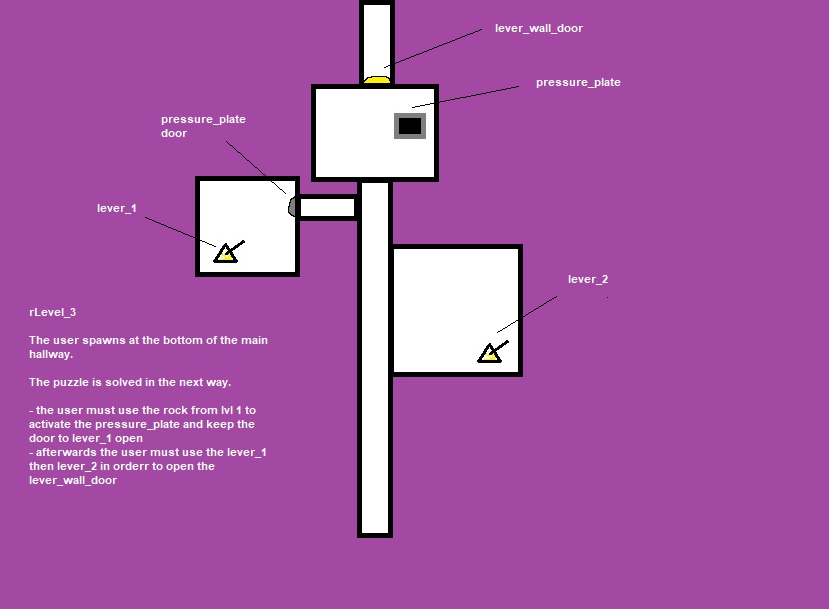 lever_wall_door
pressure_plate
pressure_plate
door
lever_1
lever_2
rLevel_3
The user spawns at the bottom of the main
hallway.
The puzzle is solved in the next way.
- the user must use the rock from lvl 1 to
activate the pressure_plate and keep the
door to lever_1 open
- afterwards the user must use the lever_1
then lever_2 in orderr to open the
lever_wall_door